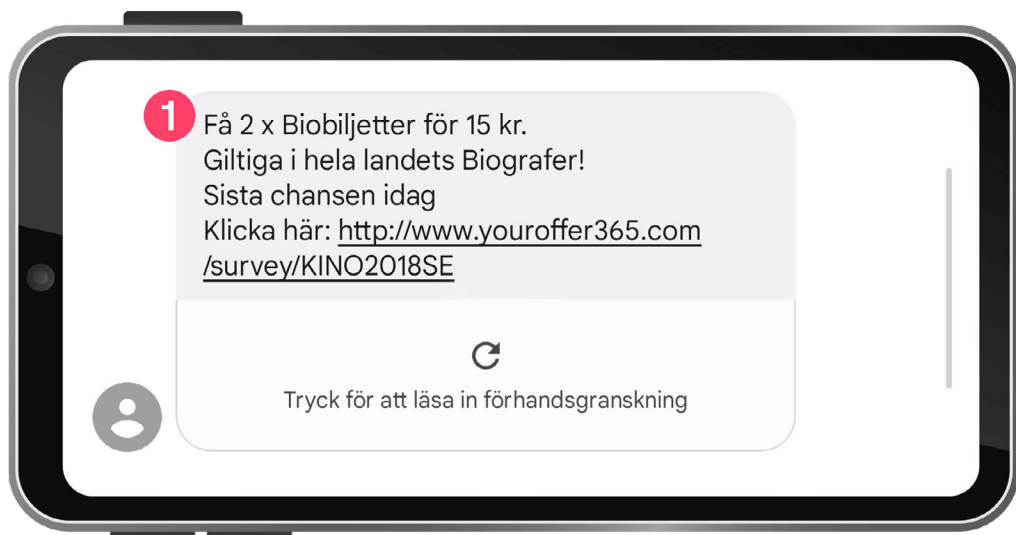 1
Få 2 x Biobiljetter för 15 kr.
Giltiga i hela landets Biografer!
Sista chansen idag
Klicka här: http://www.youroffer365.com
/survey/KINO2018SE
Tryck för att läsa in förhandsgranskning